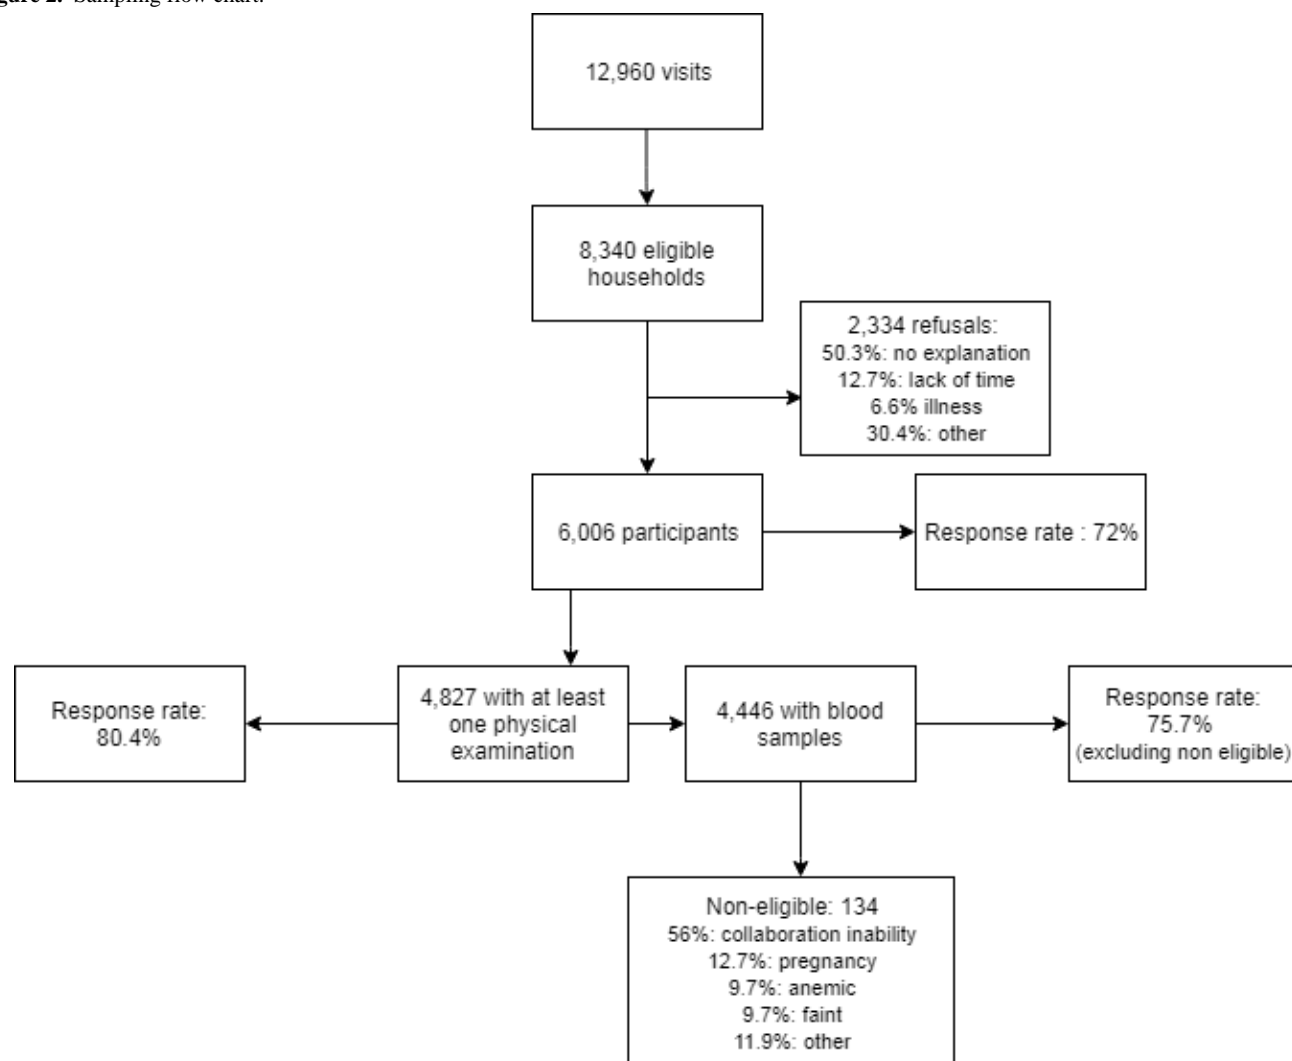 gure 2. Sampling flow chart.
12,960 visits
8,340 eligible
households
2,334 refusals:
50.3%: no explanation
12.7%: lack of time
6.6% illness
30.4%: other
6,006 participants
Response rate : 72%
Response rate:
80.4%
4,827 with at least
one physical
examination
4,446 with blood
samples
Response rate:
75.7%
(excluding non eligible)
Non-eligible: 134
56%: collaboration inability
12.7%: pregnancy
9.7%: anemic
9.7%: faint
11.9%: other